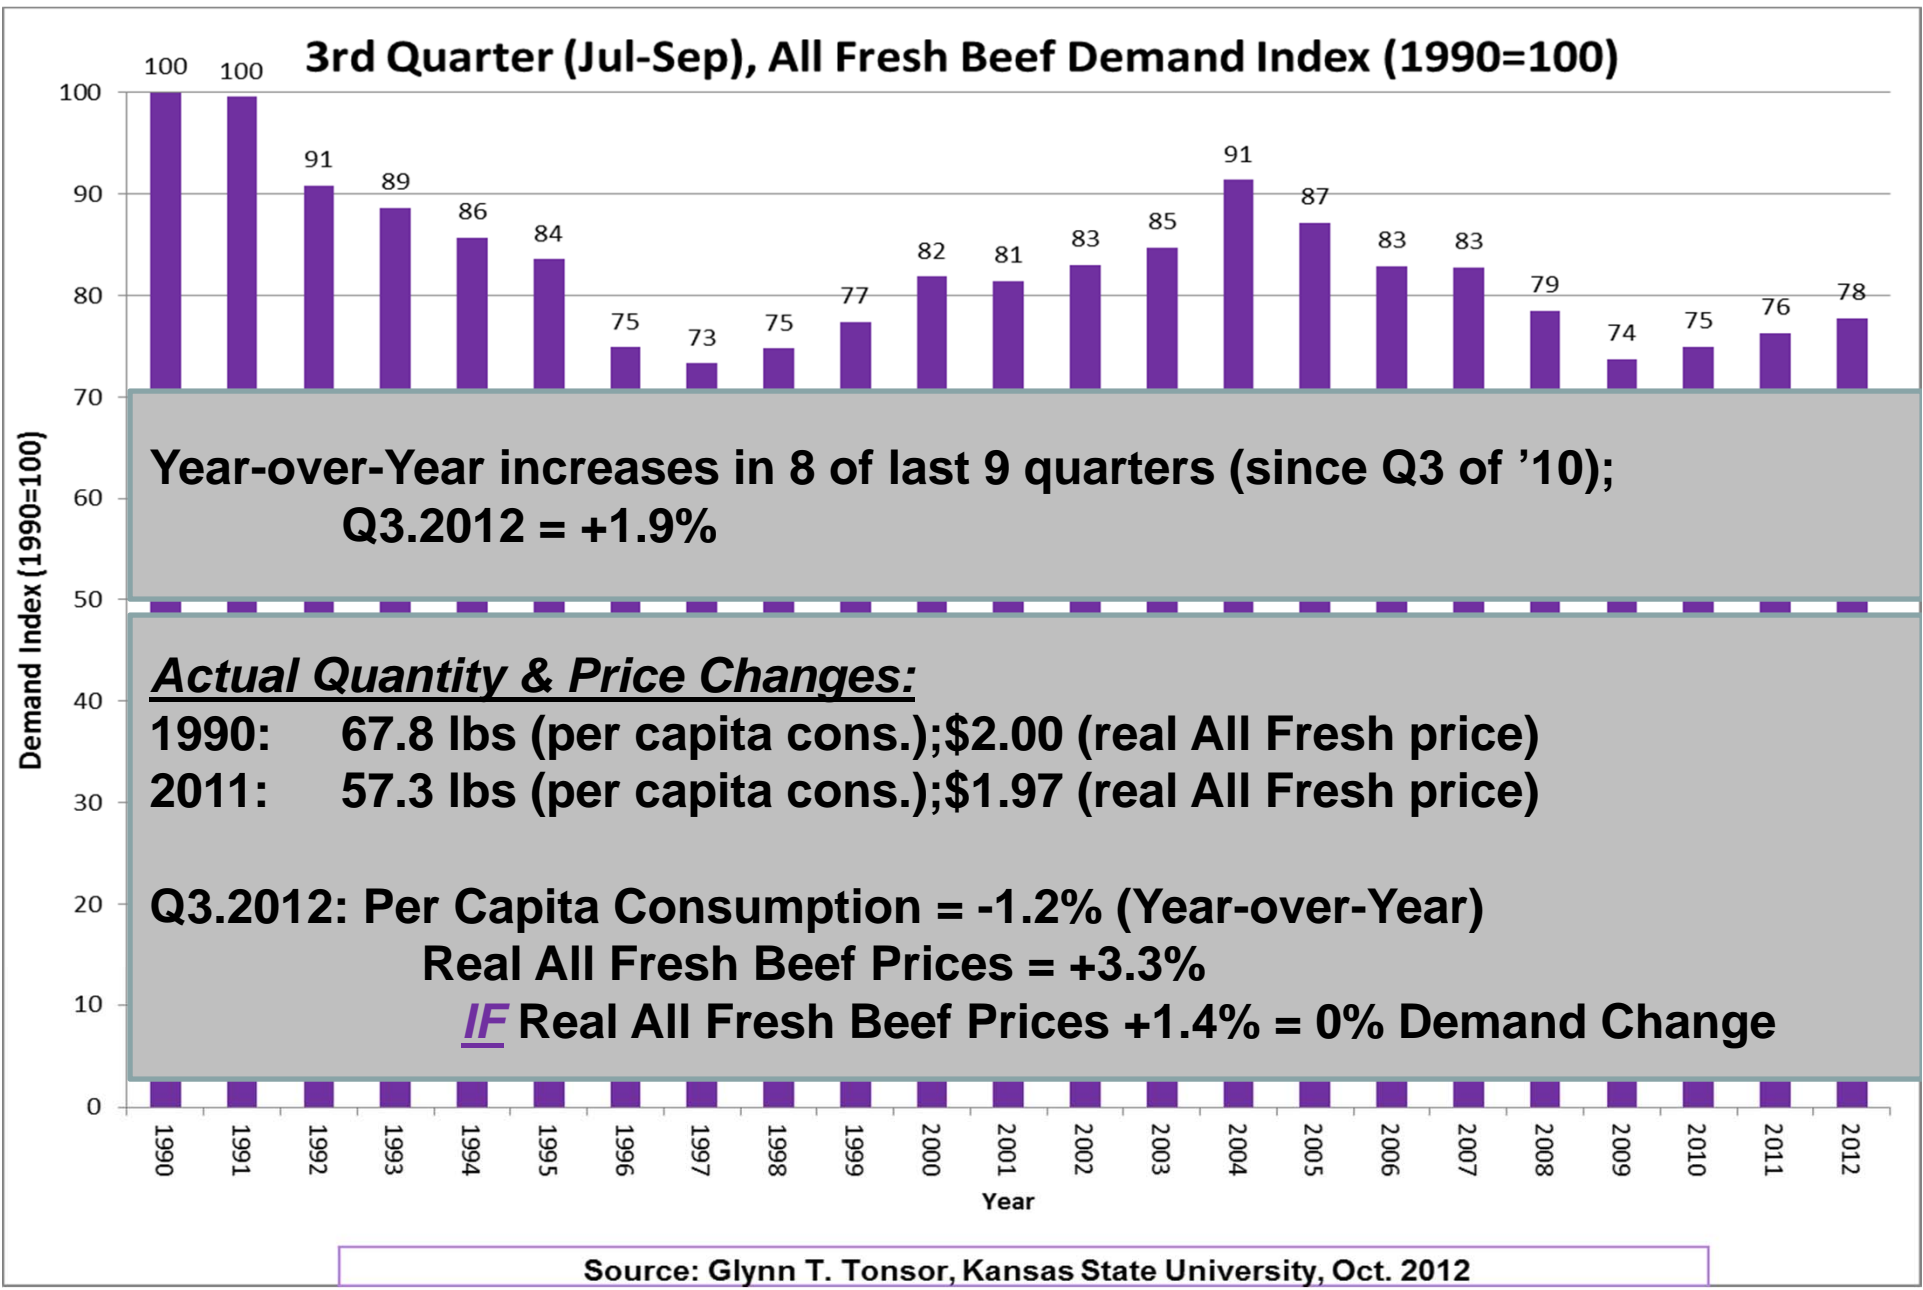 3rd Quarter (Jul-Sep), All Fresh Beef Demand Index (1990=100)
100 100 91 89 86 84 75 73 75 77 82 81 83 85 91 87 83 83 79 74 75 76 78
100
90
80
70
60
50
40
30
20
10
0
Demand Index (1990=100)
Year-over-Year increases in 8 of last 9 quarters (since Q3 of ’10);
Q3.2012 = +1.9%
Actual Quantity & Price Changes:
1990: 67.8 lbs (per capita cons.);$2.00 (real All Fresh price)
2011: 57.3 lbs (per capita cons.);$1.97 (real All Fresh price)
Q3.2012: Per Capita Consumption = -1.2% (Year-over-Year)
Real All Fresh Beef Prices = +3.3%
IF Real All Fresh Beef Prices +1.4% = 0% Demand Change
1990 1991 1992 1993 1994 1995 1996 1997 1998 1999 2000 2001 2002 2003 2004 2005 2006 2007 2008 2009 2010 2011 2012
Year
Source: Glynn T. Tonsor, Kansas State University, Oct. 2012